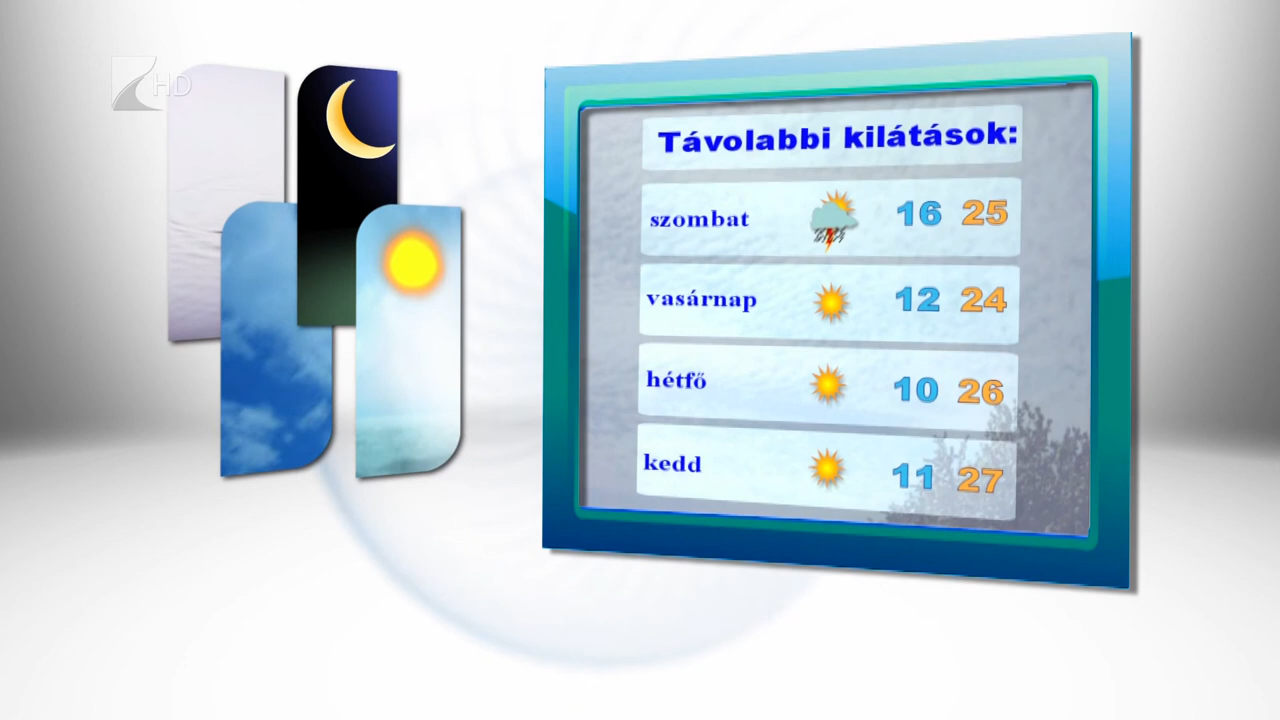 HD
Távolabbi kilátások:
szombat 16 25
vasárnap 12 24
hétfő 10 26
kedd 11 27